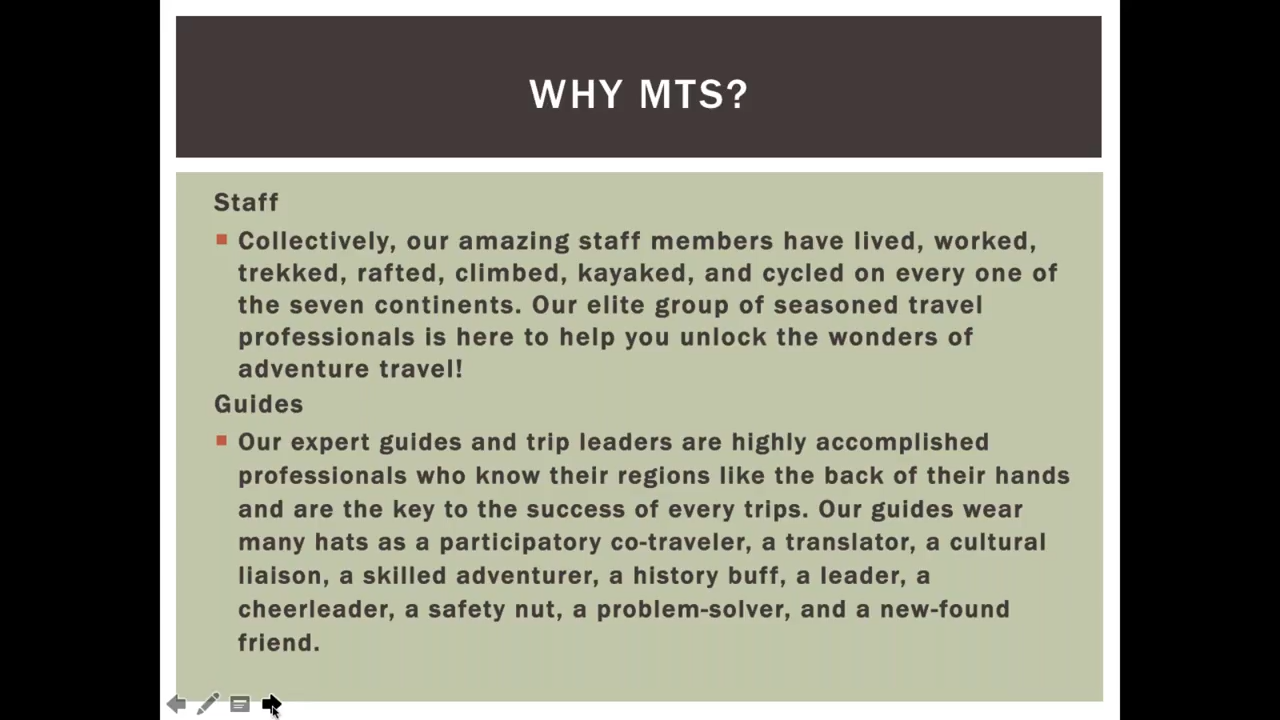 WHY MTS?
Staff
Collectively, our amazing staff members have lived, worked,
trekked, rafted, climbed, kayaked, and cycled on every one of
the seven continents. Our elite group of seasoned travel
professionals is here to help you unlock the wonders of
adventure travel!
Guides
Our expert guides and trip leaders are highly accomplished
professionals who know their regions like the back of their hands
and are the key to the success of every trips. Our guides wear
many hats as a participatory co-traveler, a translator, a cultural
liaison, a skilled adventurer, a history buff, a leader, a
cheerleader, a safety nut, a problem-solver, and a new-found
friend.